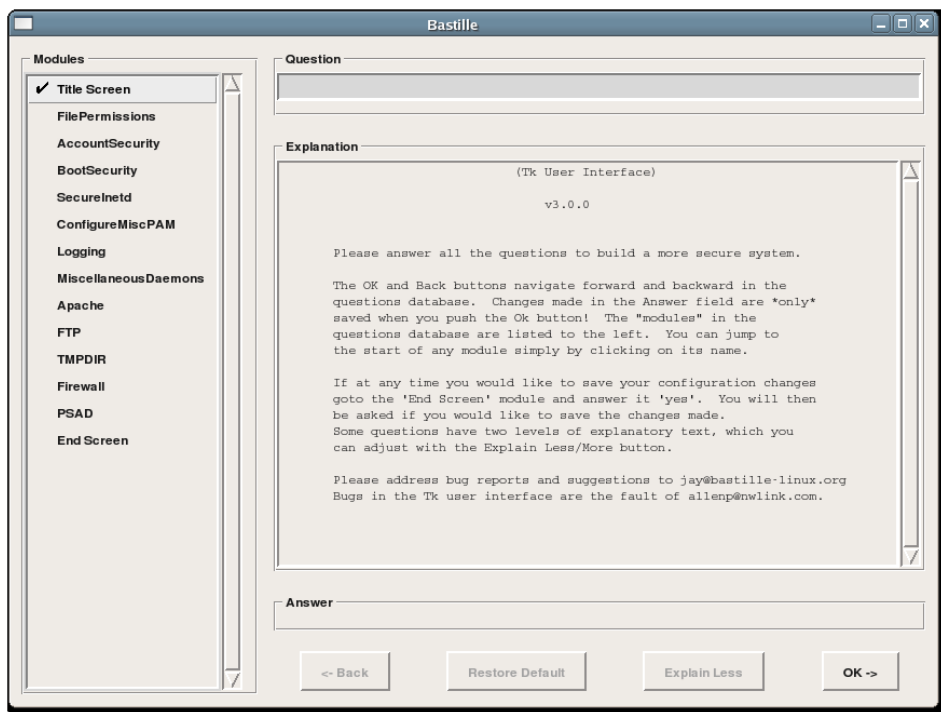 Bastille
Modules
✔ Title Screen
FilePermissions
AccountSecurity
BootSecurity
SecureInetd
ConfigureMiscPAM
Logging
MiscellaneousDaemons
Apache
FTP
TMPDIR
Firewall
PSAD
End Screen
Question
Explanation
(Tk User Interface)
v3.0.0
Please answer all the questions to build a more secure system.
The OK and Back buttons navigate forward and backward in the
questions database. Changes made in the Answer field are *only*
saved when you push the Ok button! The "modules" in the
questions database are listed to the left. You can jump to
the start of any module simply by clicking on its name.
If at any time you would like to save your configuration changes
goto the 'End Screen' module and answer it 'yes'. You will then
be asked if you would like to save the changes made.
Some questions have two levels of explanatory text, which you
can adjust with the Explain Less/More button.
Please address bug reports and suggestions to jay@bastille-linux.org
Bugs in the Tk user interface are the fault of allenp@nwlink.com.
Answer
<- Back
Restore Default
Explain Less
OK ->